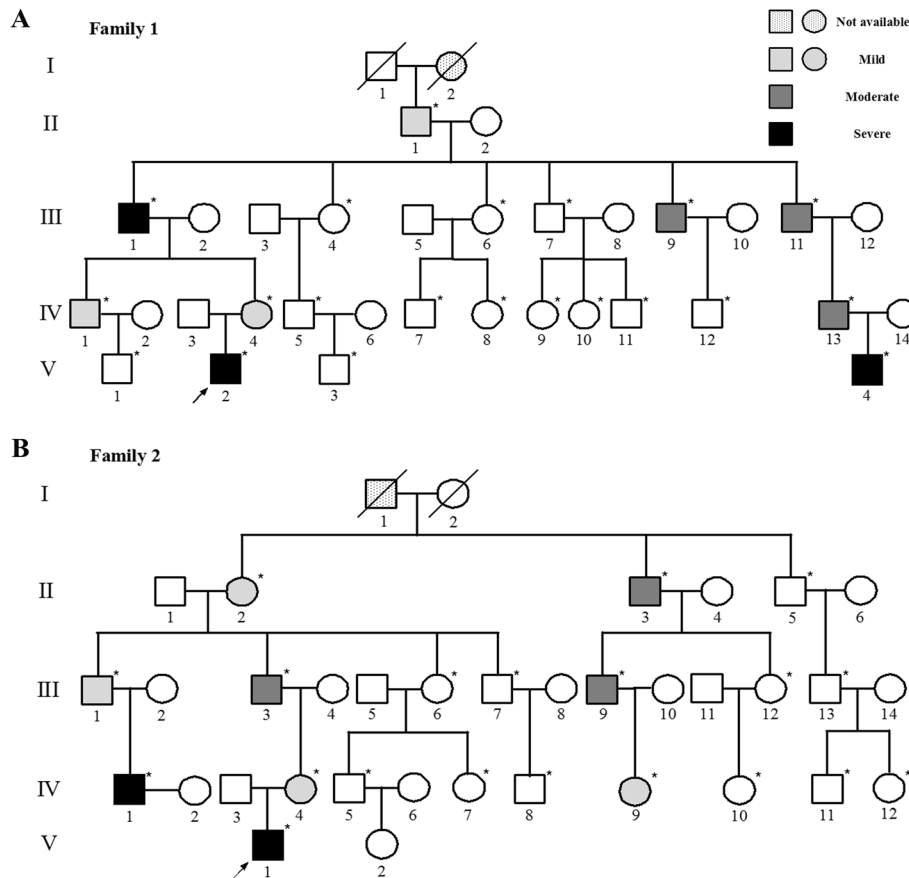 A
Family 1
Not available
Mild
Moderate
Severe
I
1 2
II
* 
1 2
III
* * * * * *
1 2 3 4 5 6 7 8 9 10 11 12
IV
* * * * * * * * * *
1 2 3 4 5 6 7 8 9 10 11 12 13 14
V
* * * *
1 2 3 4
B
Family 2
I
1 2
II
* * *
1 2 3 4 5 6
III
* * * * * * *
1 2 3 4 5 6 7 8 9 10 11 12 13 14
IV
* * * * * * * * *
1 2 3 4 5 6 7 8 9 10 11 12
V
*
1 2